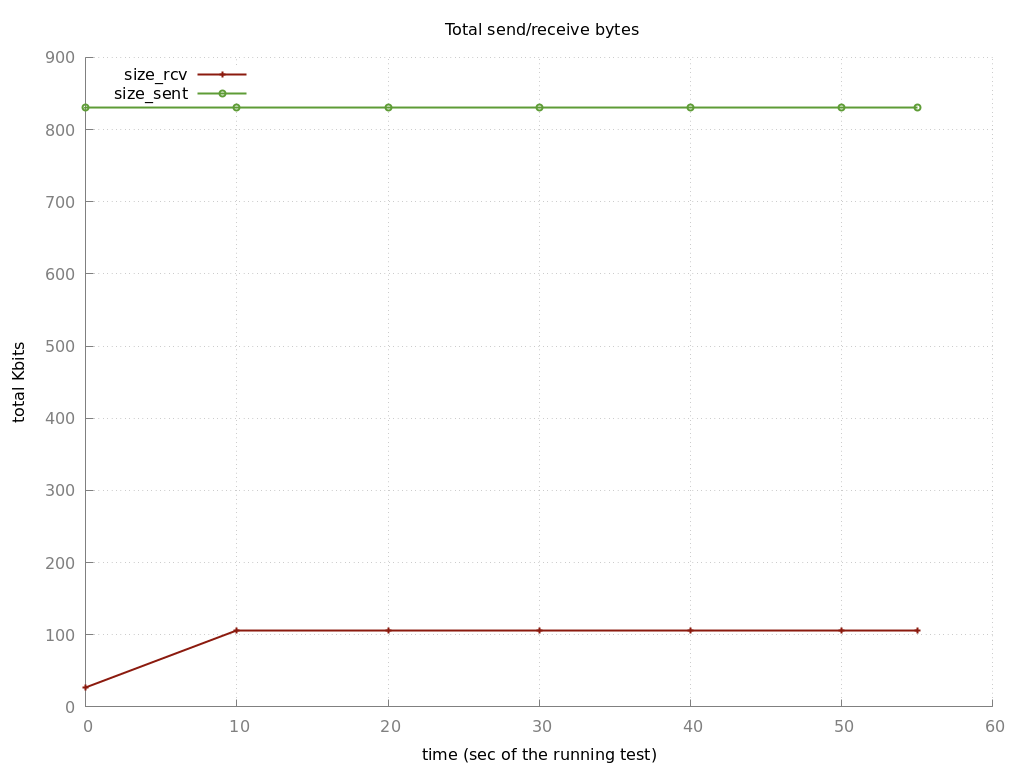 Total send/receive bytes
900
size_rcv
size_sent
800
700
600
500
400
300
200
100
0
total Kbits
0 10 20 30 40 50 60
time (sec of the running test)